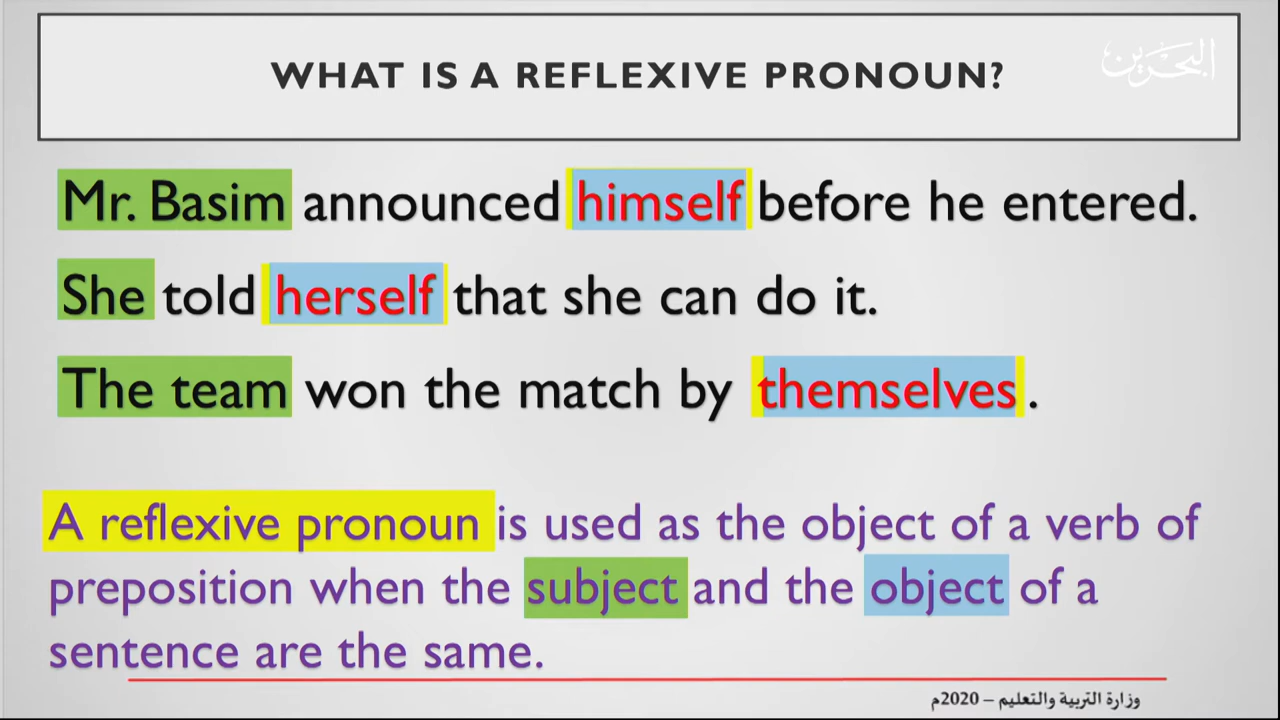 WHAT IS A REFLEXIVE PRONOUN?
البحرين
Mr. Basim announced himself before he entered.
She told herself that she can do it.
The team won the match by themselves .
A reflexive pronoun is used as the object of a verb of
preposition when the subject and the object of a
sentence are the same.
وزارة التربية والتعليم – 2020م